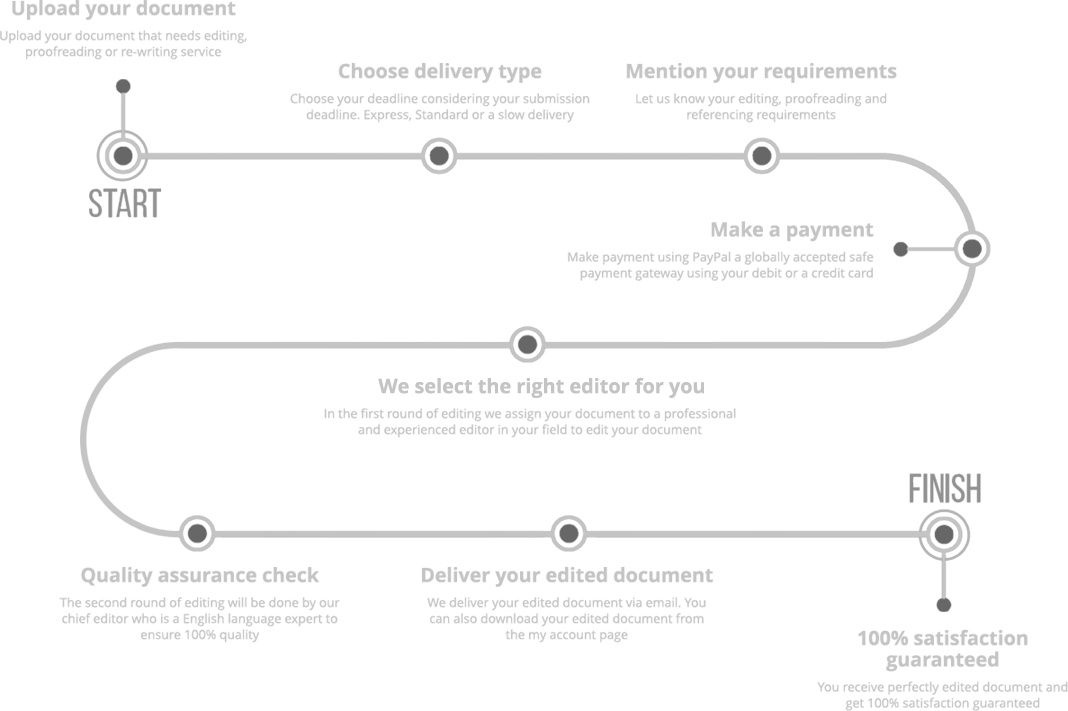 Upload your document
Upload your document that needs editing,
proofreading or re-writing service
START
Choose delivery type
Choose your deadline considering your submission
deadline. Express, Standard or a slow delivery
Mention your requirements
Let us know your editing, proofreading and
referencing requirements
Make a payment
Make payment using PayPal a globally accepted safe
payment gateway using your debit or a credit card
We select the right editor for you
In the first round of editing we assign your document to a professional
and experienced editor in your field to edit your document
Quality assurance check
The second round of editing will be done by our
chief editor who is a English language expert to
ensure 100% quality
Deliver your edited document
We deliver your edited document via email. You
can also download your edited document from
the my account page
FINISH
100% satisfaction
guaranteed
You receive perfectly edited document and
get 100% satisfaction guaranteed